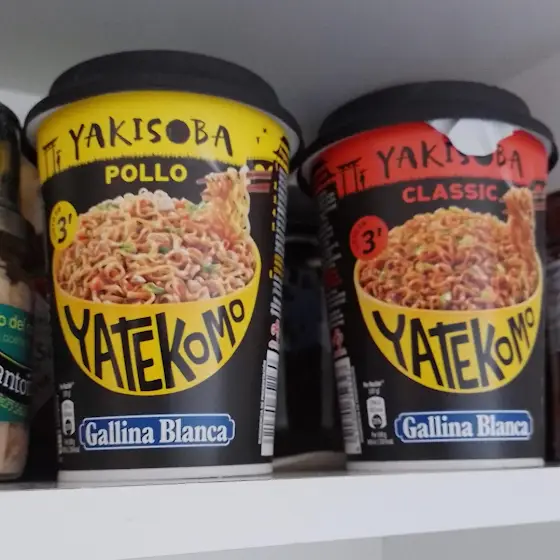 YAKISOBA
POLLO
3'
YATEKOMO
Gallina Blanca
YAKISOBA
CLASSIC
3'
YATEKOMO
Gallina Blanca